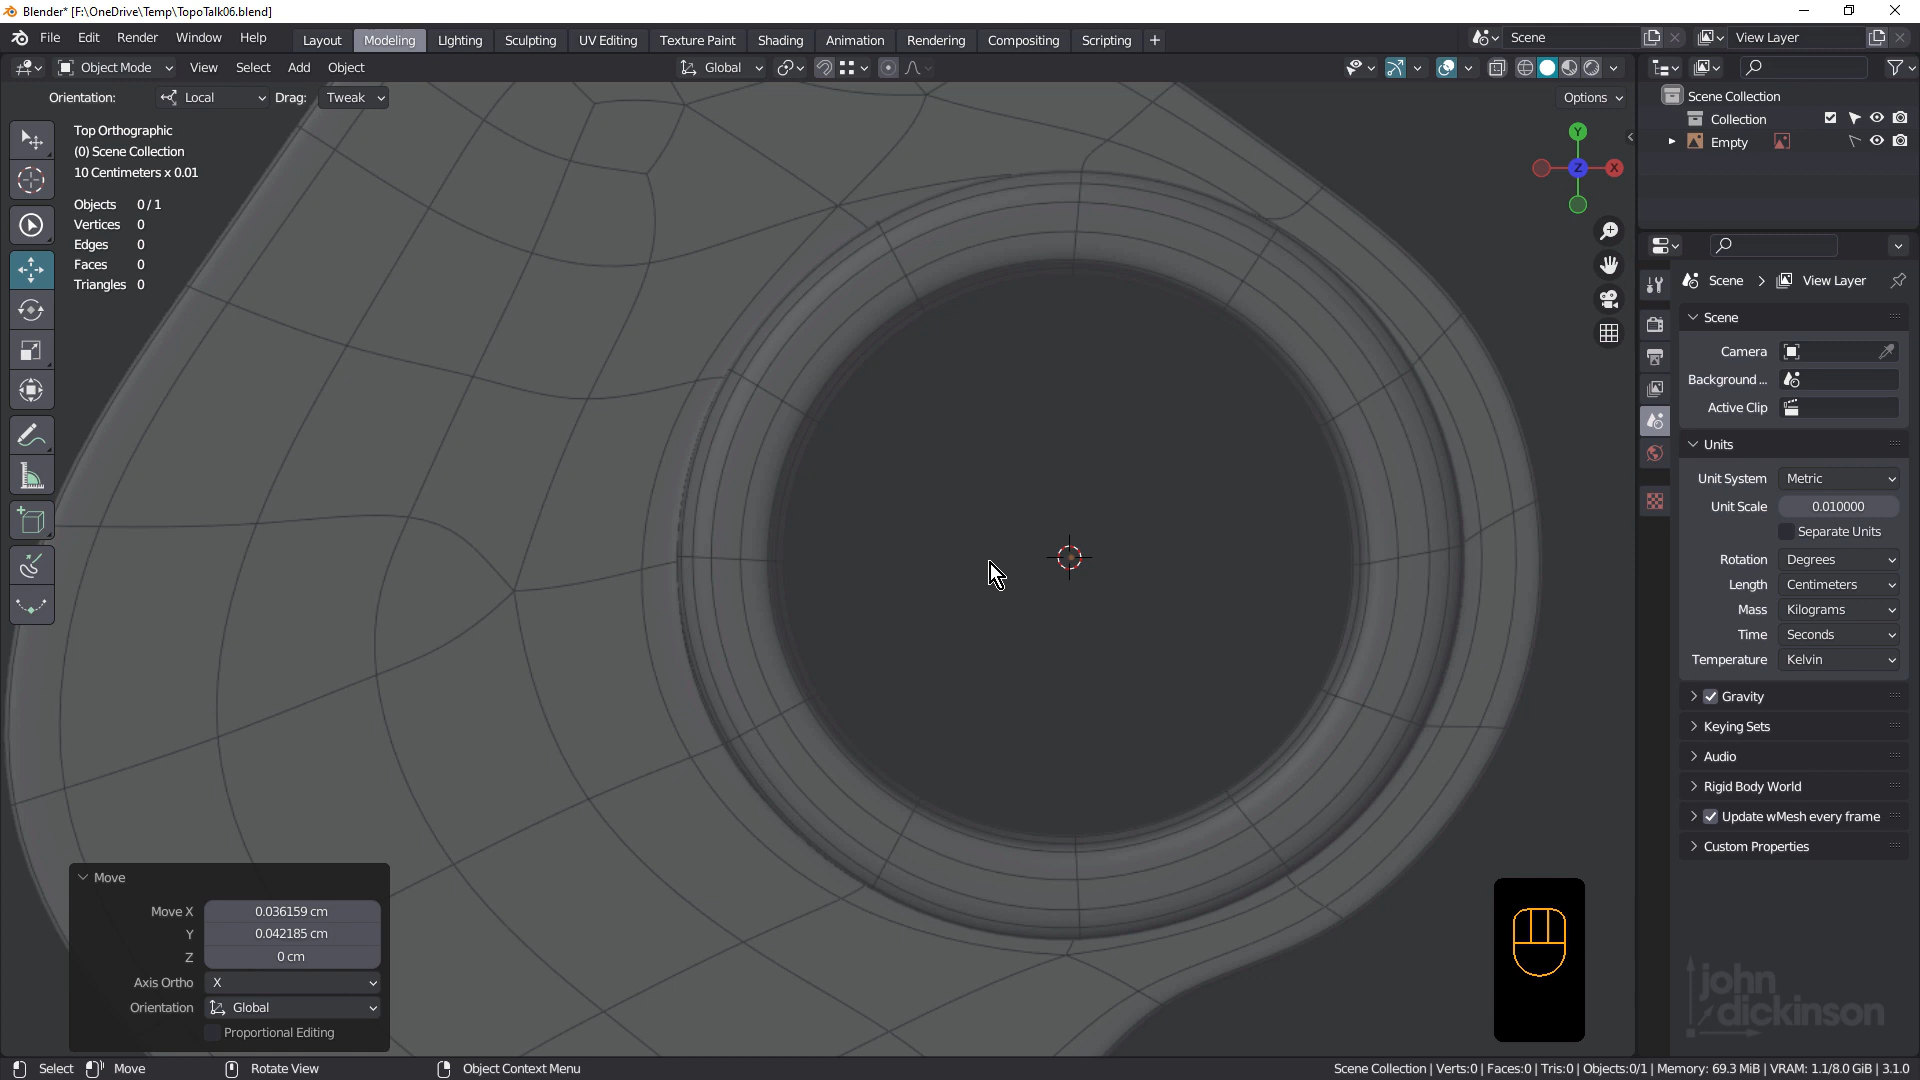 Blender* [F:\OneDrive\Temp\TopoTalk06.blend]
File Edit Render Window Help
Layout Modeling Lighting Sculpting UV Editing Texture Paint Shading Animation Rendering Compositing Scripting +
Scene
View Layer
Object Mode View Select Add Object
Global
Orientation: Local Drag: Tweak
Options
Top Orthographic
(0) Scene Collection
10 Centimeters x 0.01
Objects 0/1
Vertices 0
Edges 0
Faces 0
Triangles 0
Y
Z
X
Scene Collection
Collection
Empty
Scene > View Layer
Scene
Camera
Background ...
Active Clip
Units
Unit System Metric
Unit Scale 0.010000
Separate Units
Rotation Degrees
Length Centimeters
Mass Kilograms
Time Seconds
Temperature Kelvin
Gravity
Keying Sets
Audio
Rigid Body World
Update wMesh every frame
Custom Properties
Move
Move X 0.036159 cm
Y 0.042185 cm
Z 0 cm
Axis Ortho X
Orientation Global
Proportional Editing
john
dickinson
Select Move Rotate View Object Context Menu
Scene Collection | Verts:0 | Faces:0 | Tris:0 | Objects:0/1 | Memory: 69.3 MiB | VRAM: 1.1/8.0 GiB | 3.1.0